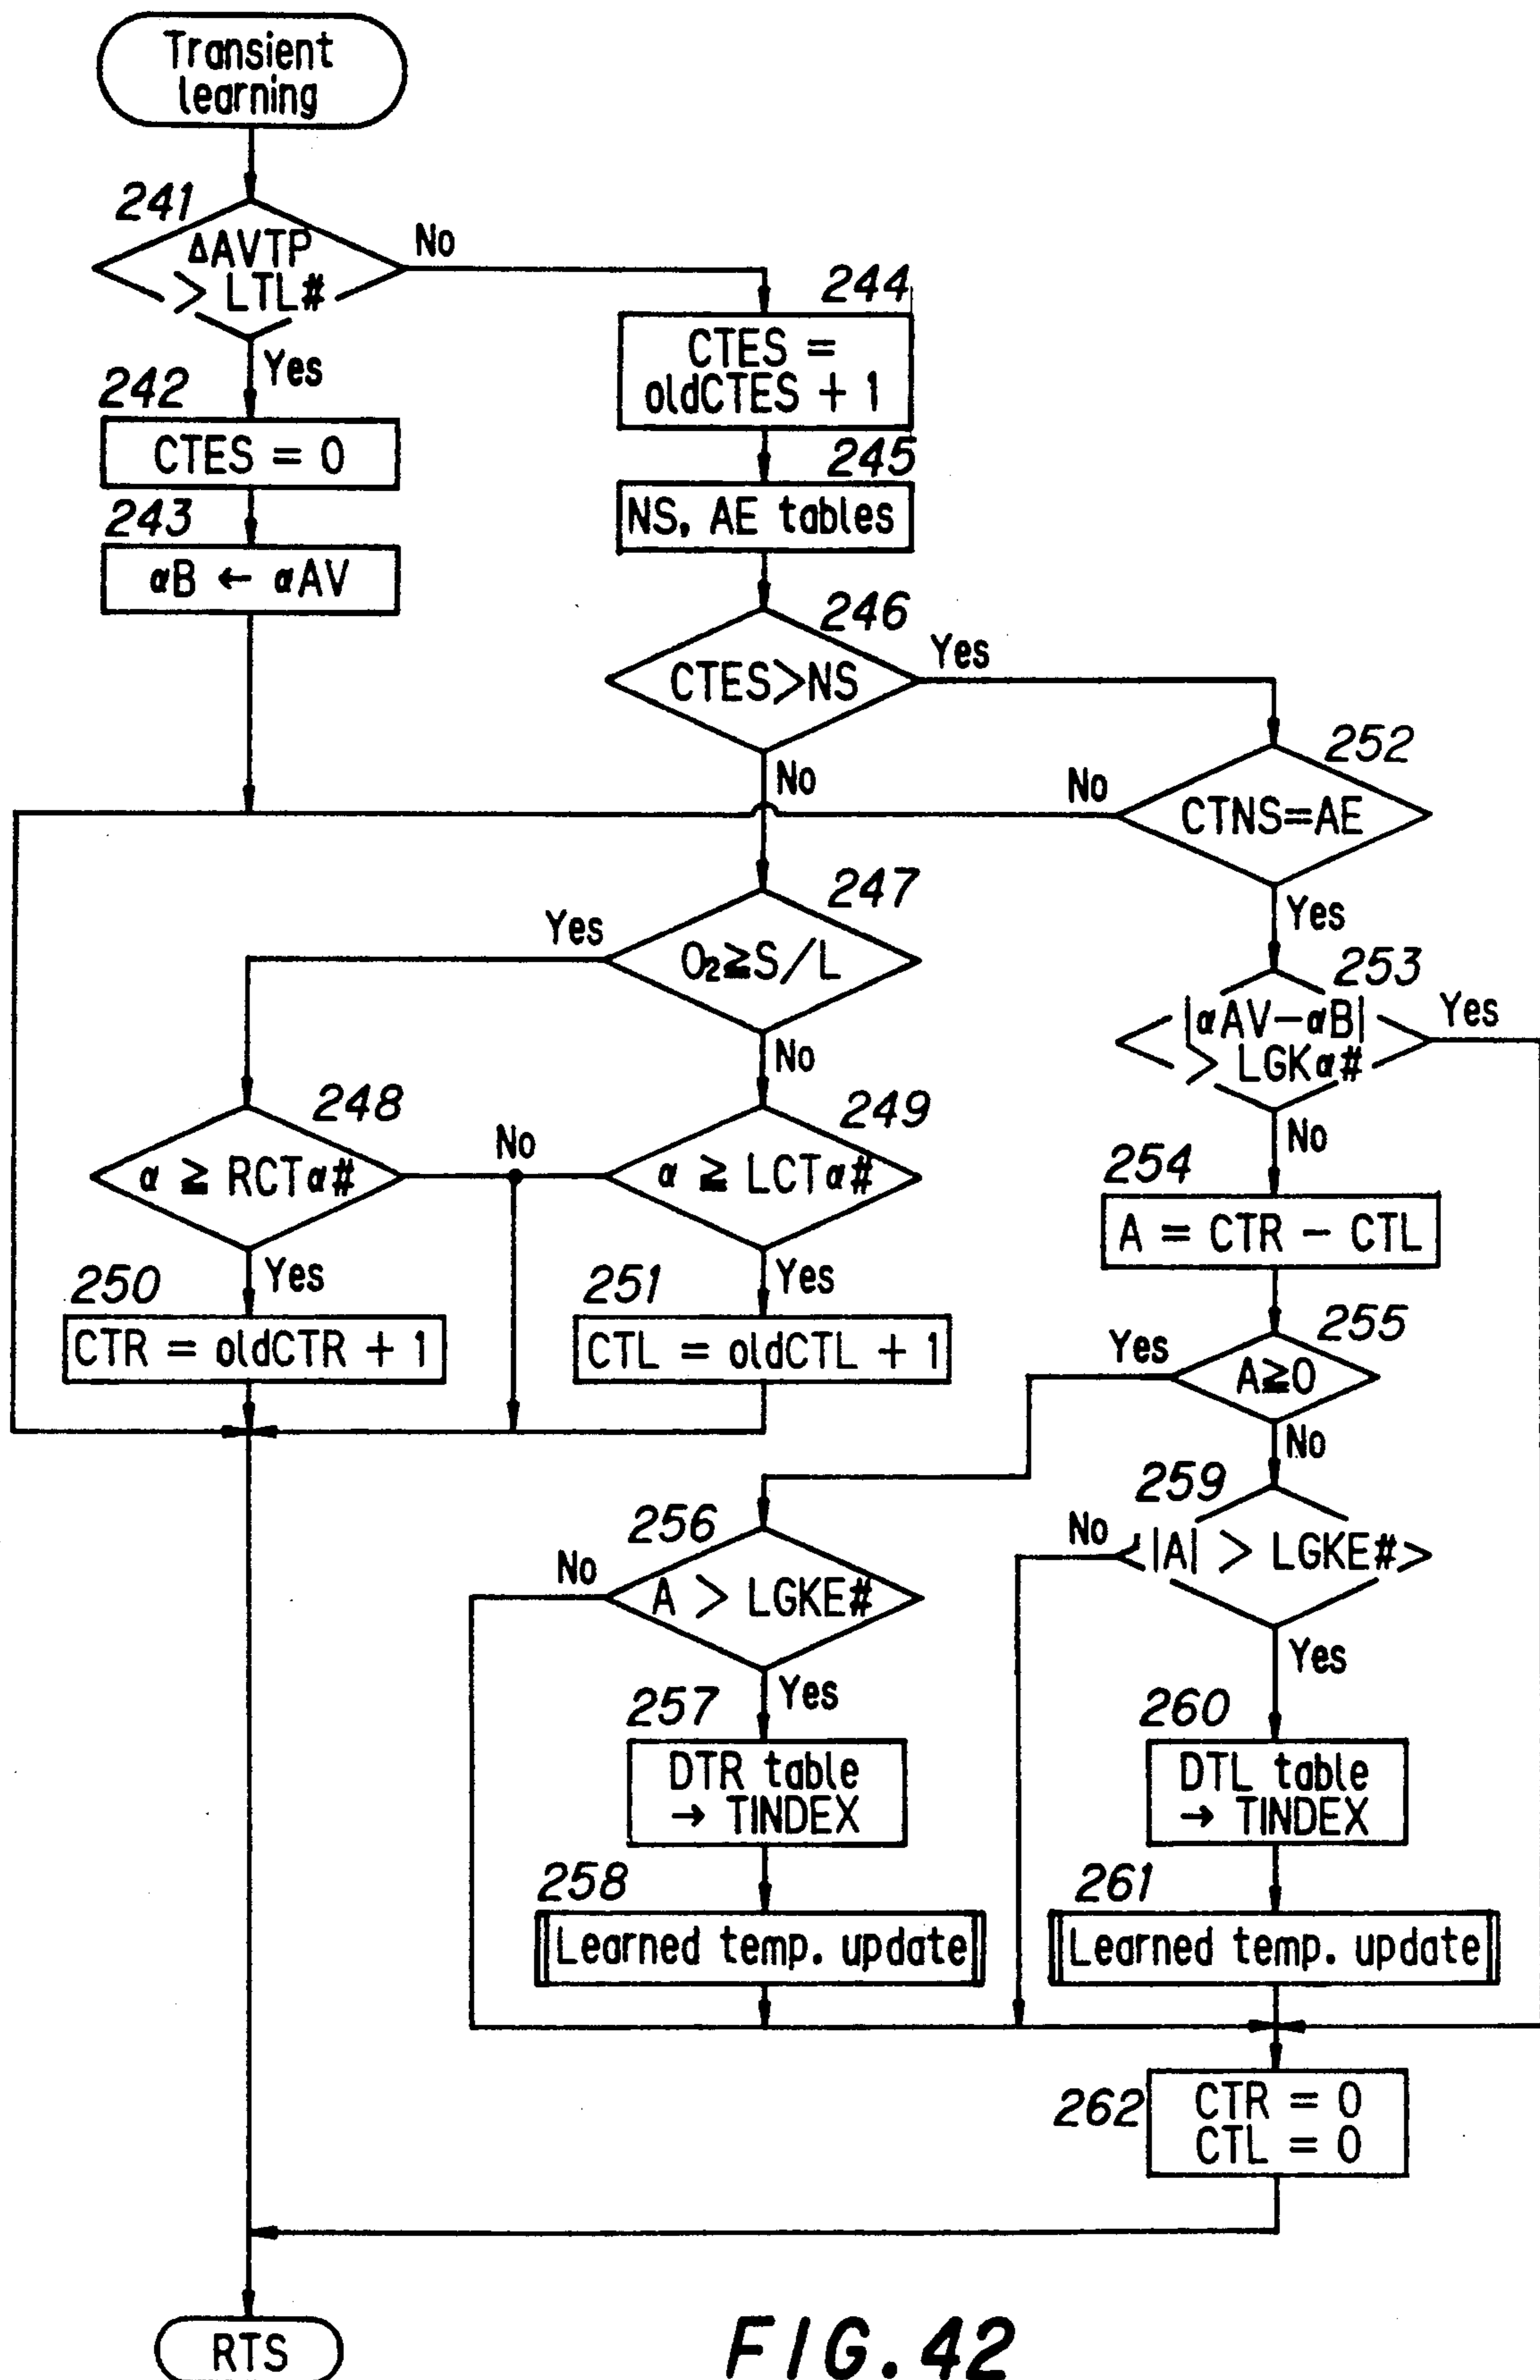 Transient
learning
241
ΔAVTP
> LTL#
No
Yes
242
CTES = 0
243
αB ← αAV
244
CTES =
oldCTES + 1
245
NS, AE tables
246
CTES>NS
Yes
No
252
CTNS=AE
No
Yes
247
O₂≧S/L
Yes
No
253
|αAV−αB|
> LGKα#
Yes
No
248
α ≧ RCTα#
No
Yes
249
α ≧ LCTα#
Yes
250
CTR = oldCTR + 1
251
CTL = oldCTL + 1
254
A = CTR − CTL
255
A≧0
Yes
No
256
A > LGKE#
No
Yes
259
|A| > LGKE#
No
Yes
257
DTR table
→ TINDEX
258
Learned temp. update
260
DTL table
→ TINDEX
261
Learned temp. update
262
CTR = 0
CTL = 0
RTS
FIG. 42